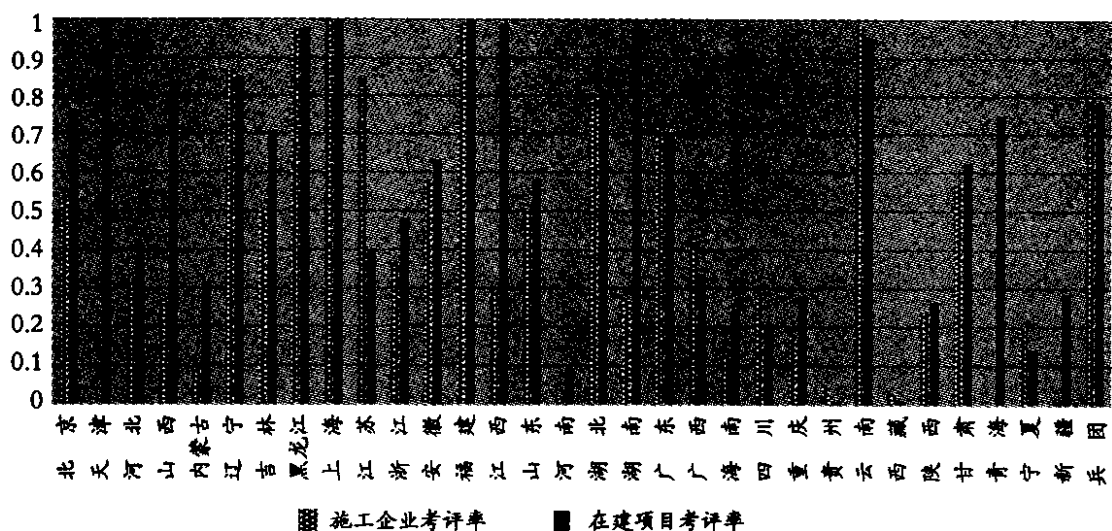 1
0.9
0.8
0.7
0.6
0.5
0.4
0.3
0.2
0.1
0
北京
天津
河北
山西
内蒙古
辽宁
吉林
黑龙江
上海
江苏
浙江
安徽
福建
江西
山东
河南
湖北
湖南
广东
广西
海南
四川
重庆
贵州
云南
西藏
陕西
甘肃
青海
宁夏
新疆
兵团
施工企业考评率
在建项目考评率